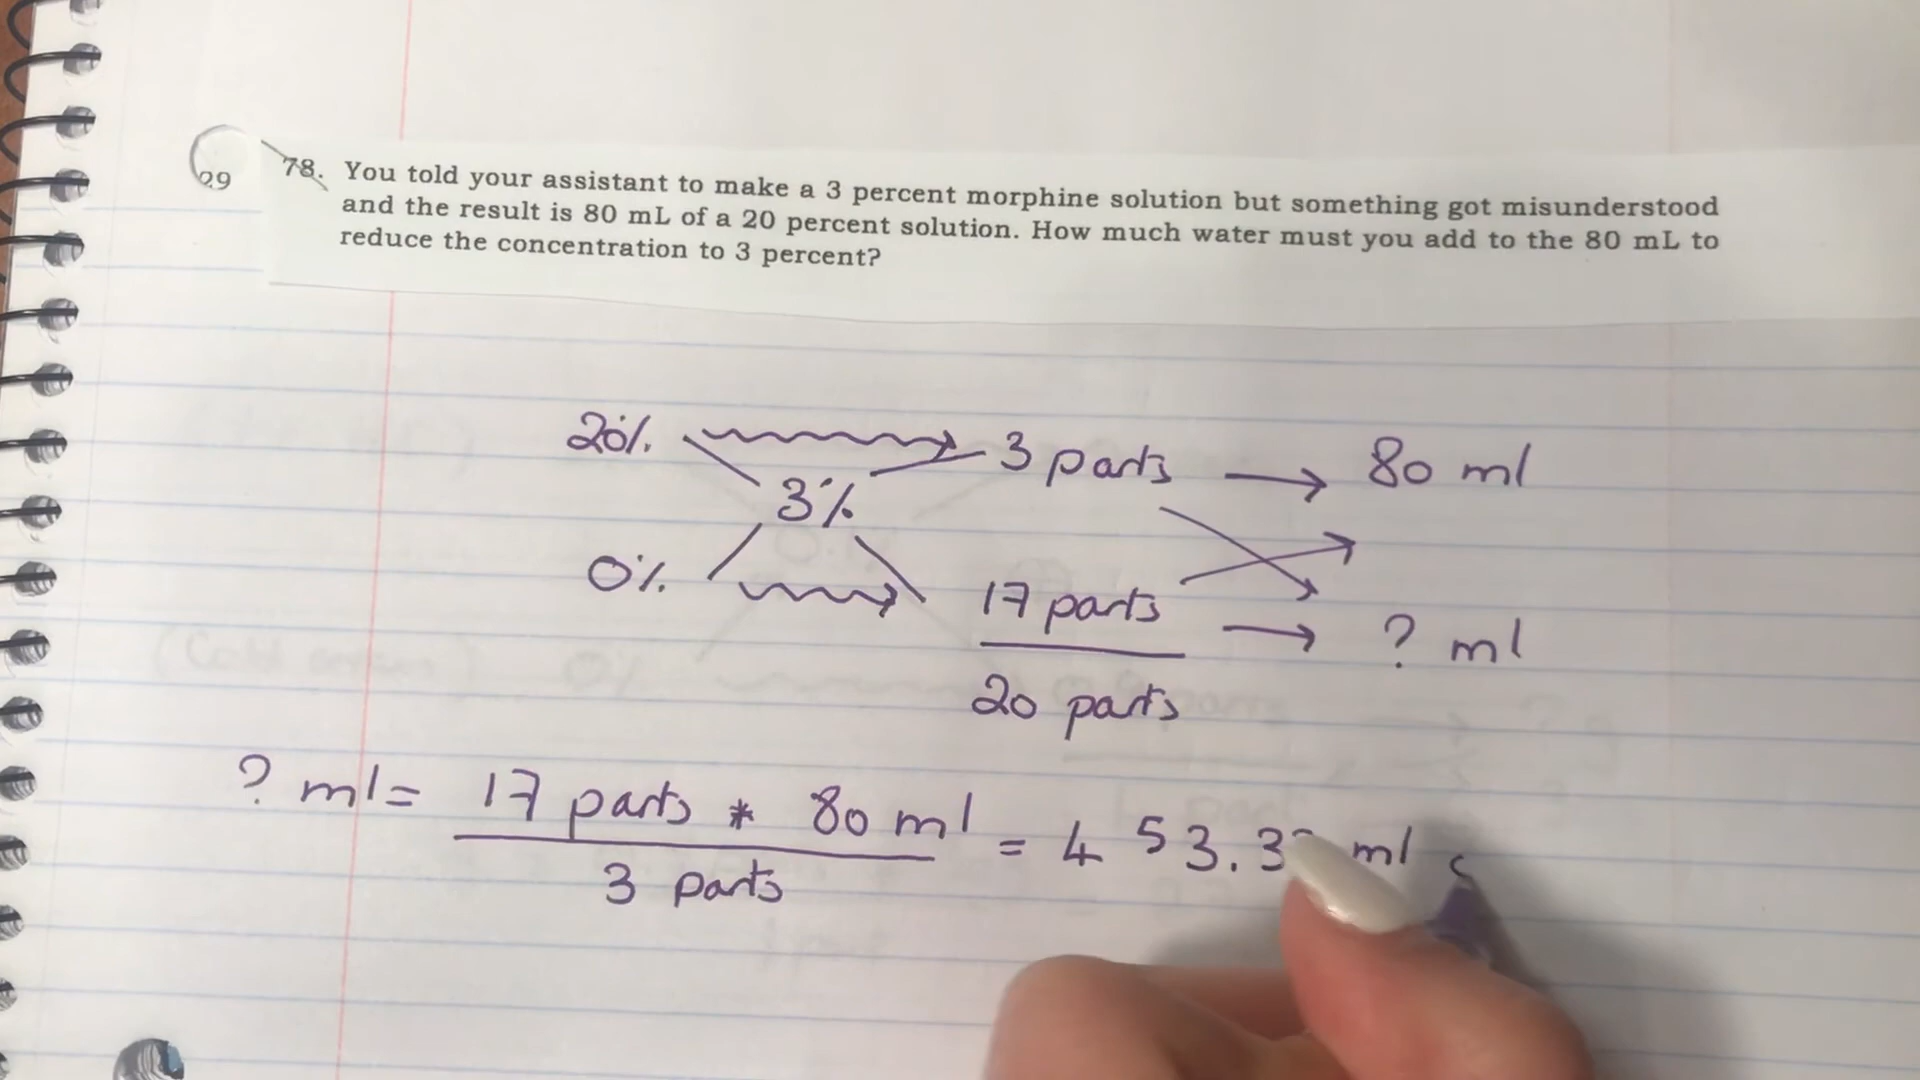 29 78. You told your assistant to make a 3 percent morphine solution but something got misunderstood
and the result is 80 mL of a 20 percent solution. How much water must you add to the 80 mL to
reduce the concentration to 3 percent?
20% 3 parts → 80 ml
3%
0% 17 parts → ? ml
20 parts
? ml = 17 parts * 80 ml = 453.3 ml
3 parts